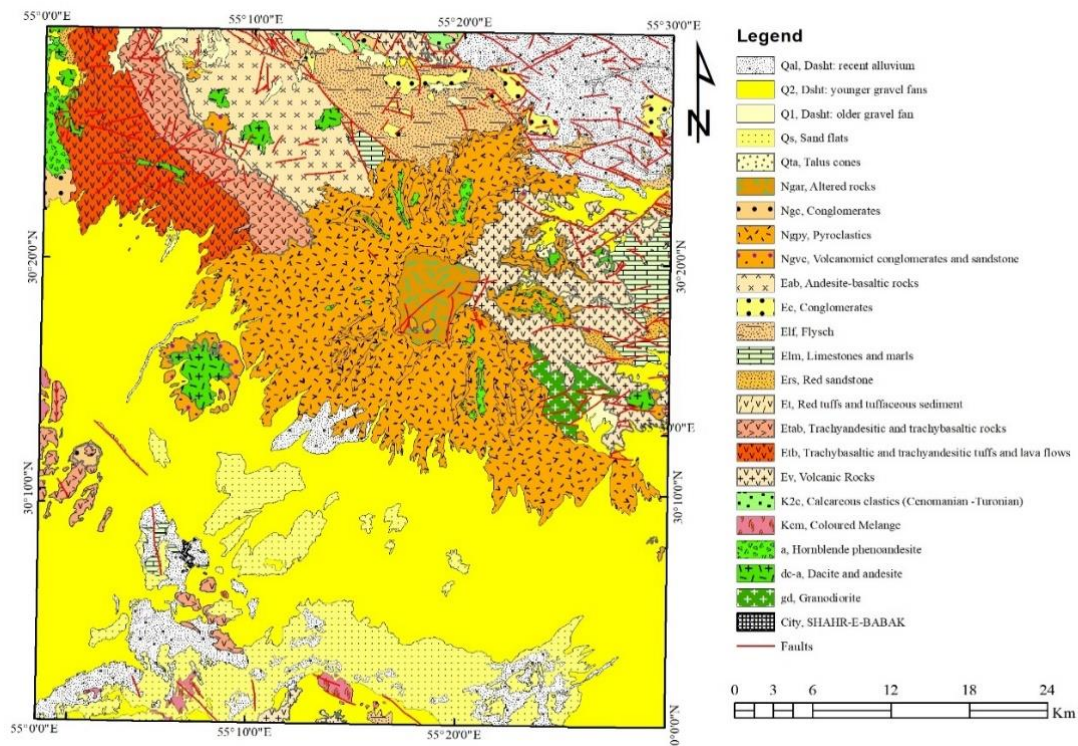 55°0'0"E
55°10'0"E
55°20'0"E
55°30'0"E
30°20'0"N
30°10'0"N
30°20'0"N
0'0"E
30°10'0"N
0°0'0"N
55°0'0"E
55°10'0"E
55°20'0"E
N
Legend
Qal, Dasht: recent alluvium
Q2, Dsht: younger gravel fans
Q1, Dasht: older gravel fan
Qs, Sand flats
Qta, Talus cones
Ngar, Altered rocks
Ngc, Conglomerates
Ngpy, Pyroclastics
Ngvc, Volcanomict conglomerates and sandstone
Eab, Andesite-basaltic rocks
Ec, Conglomerates
Elf, Flysch
Elm, Limestones and marls
Ers, Red sandstone
Et, Red tuffs and tuffaceous sediment
Etab, Trachyandesitic and trachybasaltic rocks
Etb, Trachybasaltic and trachyandesitic tuffs and lava flows
Ev, Volcanic Rocks
K2c, Calcareous clastics (Cenomanian -Turonian)
Kcm, Coloured Melange
a, Hornblende phenoandesite
dc-a, Dacite and andesite
gd, Granodiorite
City, SHAHR-E-BABAK
Faults
0 3 6 12 18 24
Km